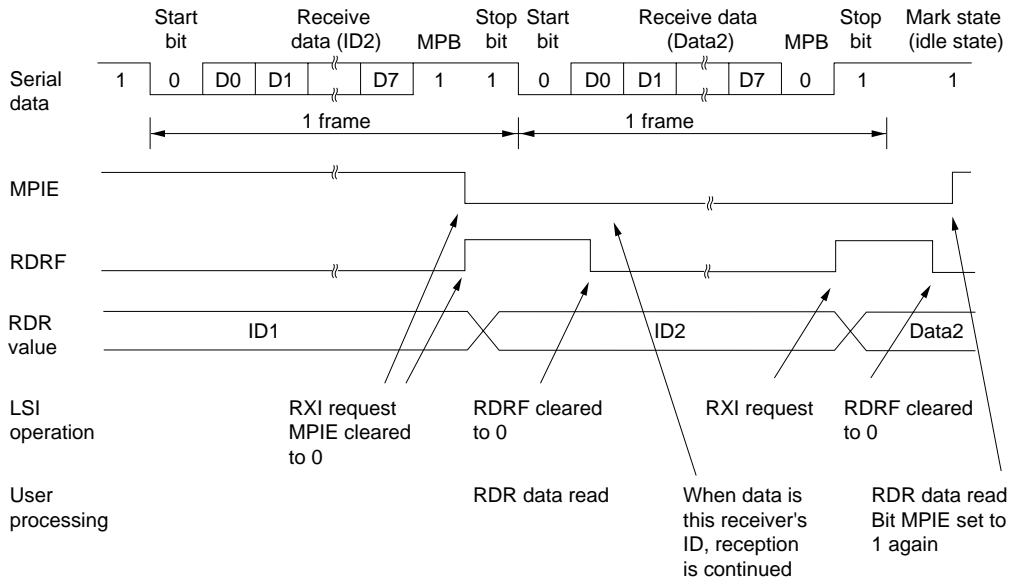 Start Receive Stop Start Receive data Stop Mark state
bit data (ID2) MPB bit bit (Data2) MPB bit (idle state)
Serial data 1 0 D0 D1 D7 1 1 0 D0 D1 D7 0 1 1
1 frame 1 frame
MPIE
RDRF
RDR value ID1 ID2 Data2
LSI operation
RXI request
MPIE cleared
to 0
RDRF cleared
to 0
RXI request
RDRF cleared
to 0
User processing
RDR data read
When data is
this receiver's
ID, reception
is continued
RDR data read
Bit MPIE set to
1 again